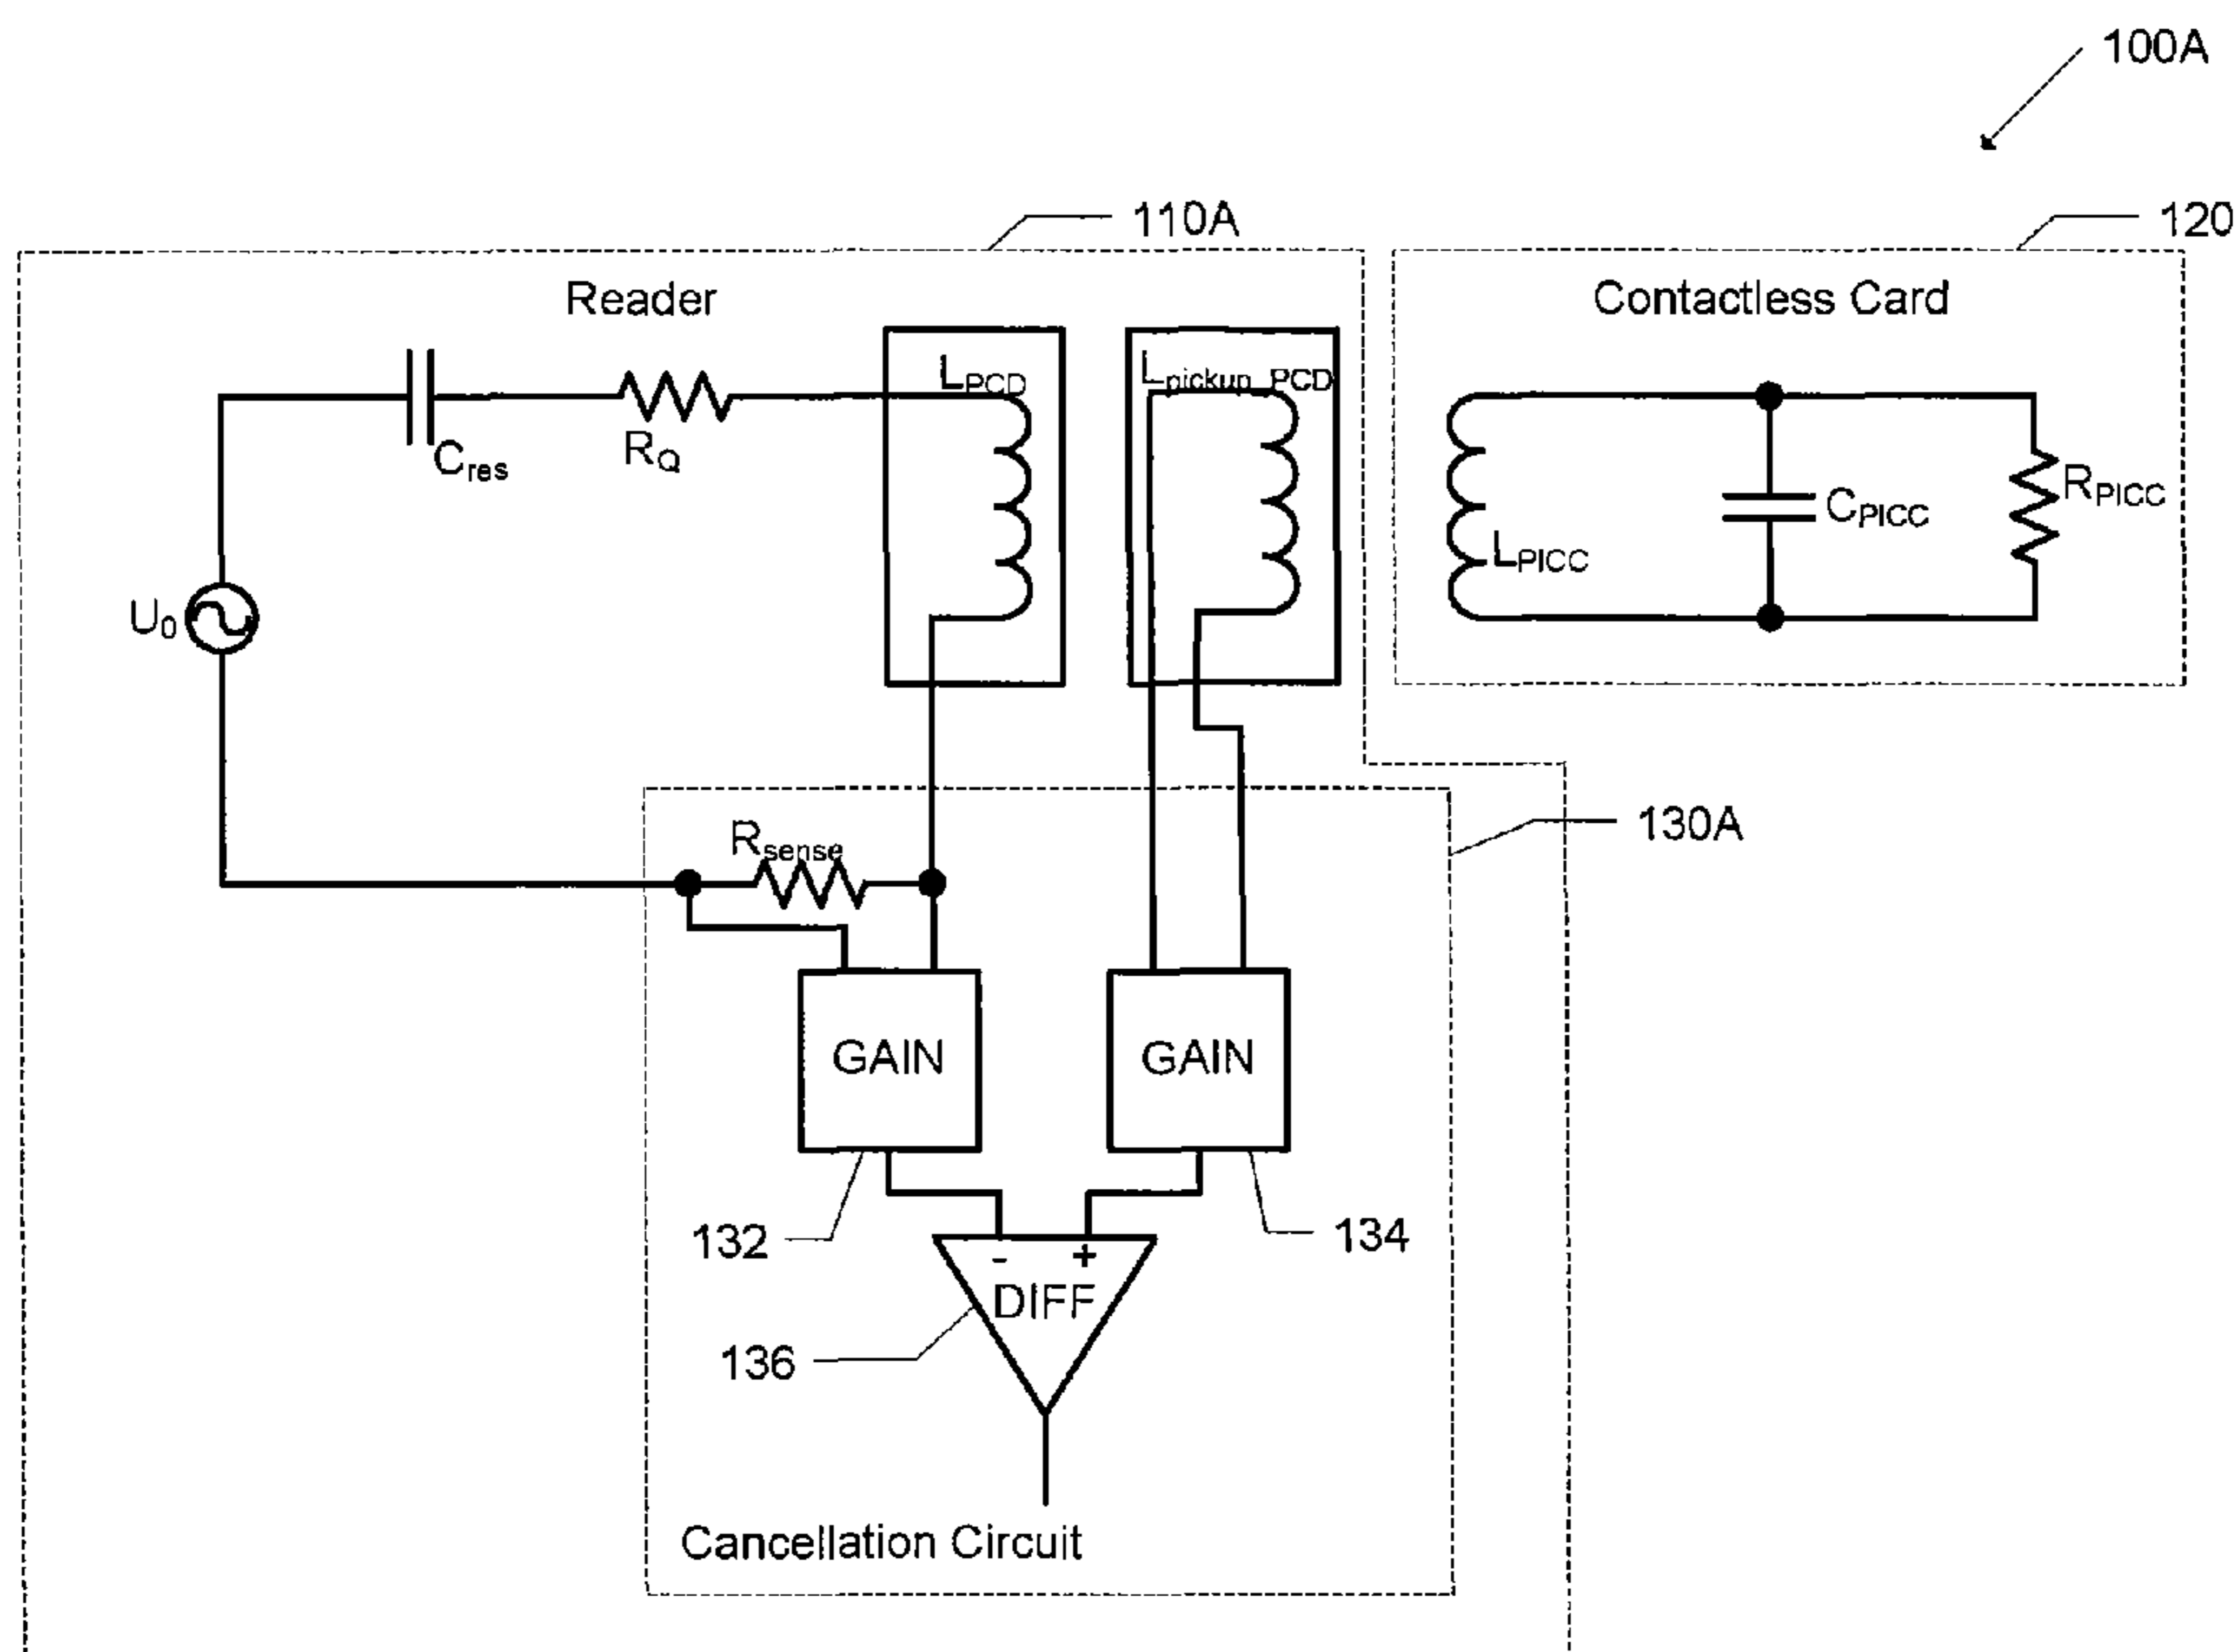 100A
110A
120
Reader
Contactless Card
LPCD
Lpickup_PCD
Cres
RQ
LPICC
CPICC
RPICC
U0
Rsense
130A
GAIN
GAIN
132
134
- +
DIFF
136
Cancellation Circuit